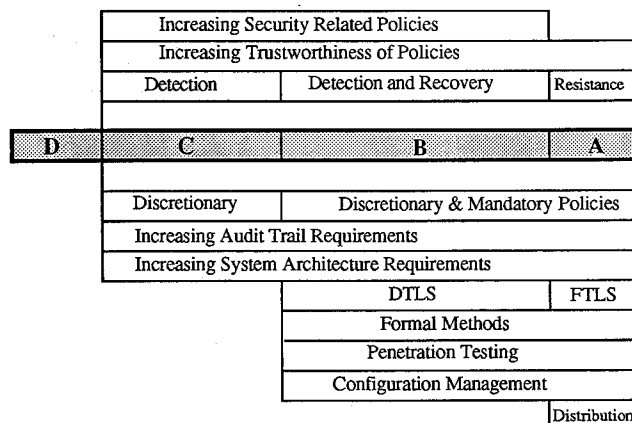 Increasing Security Related Policies
Increasing Trustworthiness of Policies
Detection Detection and Recovery Resistance
D C B A
Discretionary Discretionary & Mandatory Policies
Increasing Audit Trail Requirements
Increasing System Architecture Requirements
DTLS FTLS
Formal Methods
Penetration Testing
Configuration Management
Distribution